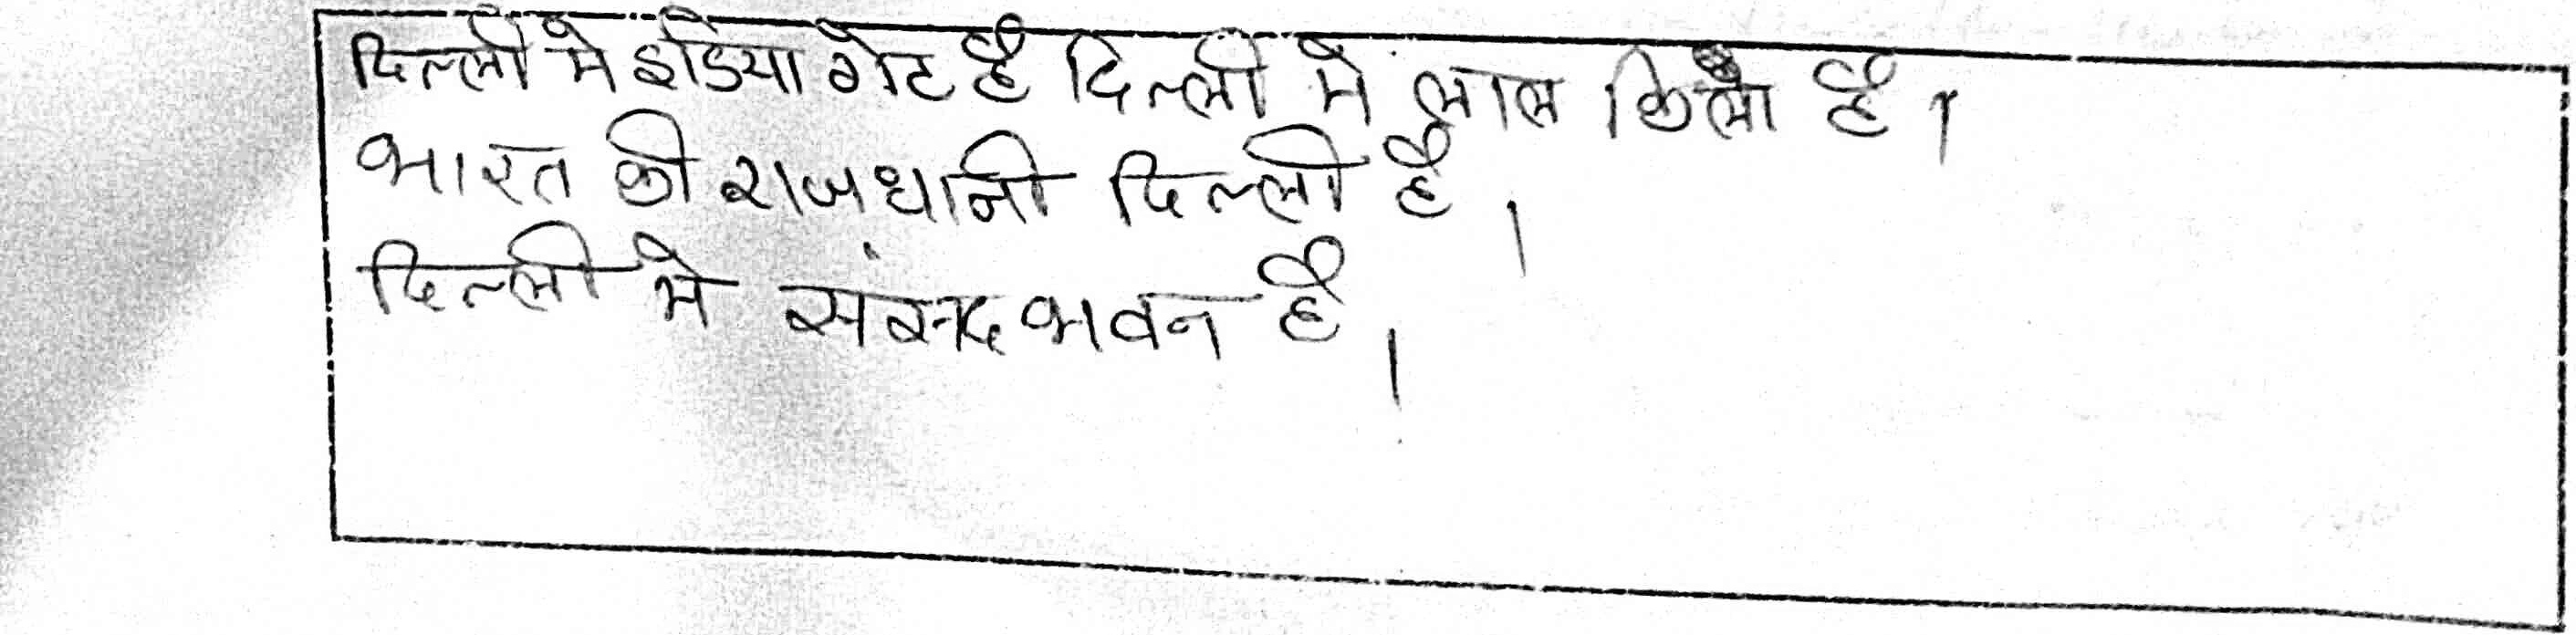 दिल्ली मे इंडिया गेट है दिल्ली मे लाल किला है ।
भारत की राजधानी दिल्ली है ।
दिल्ली मे संसद भवन है ।